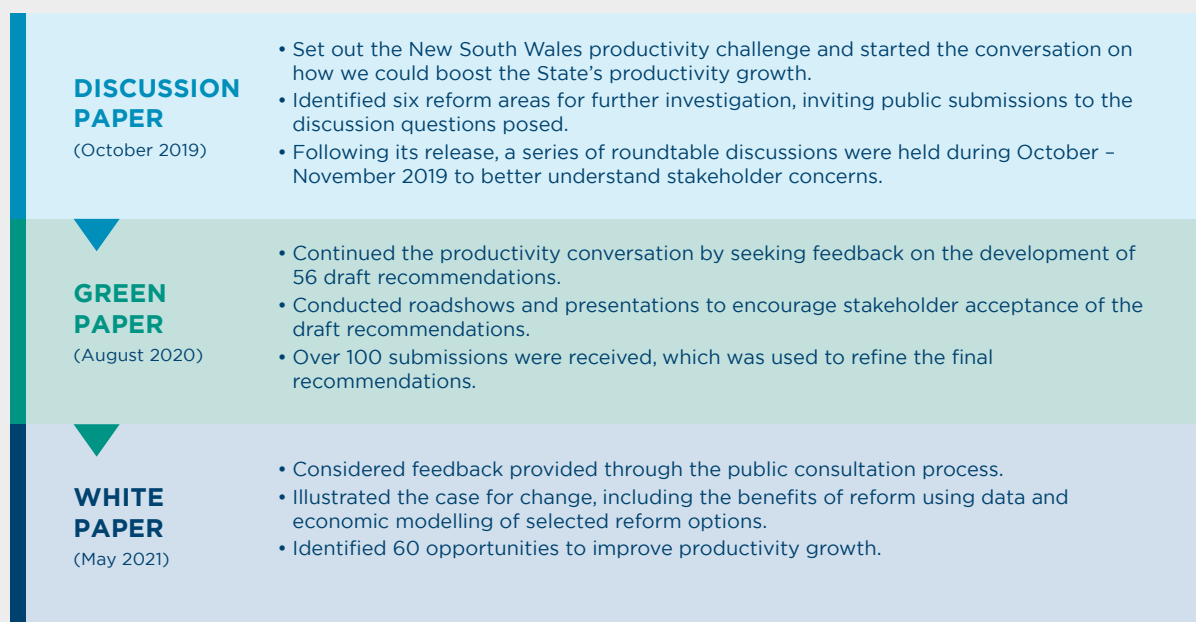 DISCUSSION
PAPER
(October 2019)
• Set out the New South Wales productivity challenge and started the conversation on
how we could boost the State’s productivity growth.
• Identified six reform areas for further investigation, inviting public submissions to the
discussion questions posed.
• Following its release, a series of roundtable discussions were held during October –
November 2019 to better understand stakeholder concerns.
GREEN
PAPER
(August 2020)
• Continued the productivity conversation by seeking feedback on the development of
56 draft recommendations.
• Conducted roadshows and presentations to encourage stakeholder acceptance of the
draft recommendations.
• Over 100 submissions were received, which was used to refine the final
recommendations.
WHITE
PAPER
(May 2021)
• Considered feedback provided through the public consultation process.
• Illustrated the case for change, including the benefits of reform using data and
economic modelling of selected reform options.
• Identified 60 opportunities to improve productivity growth.